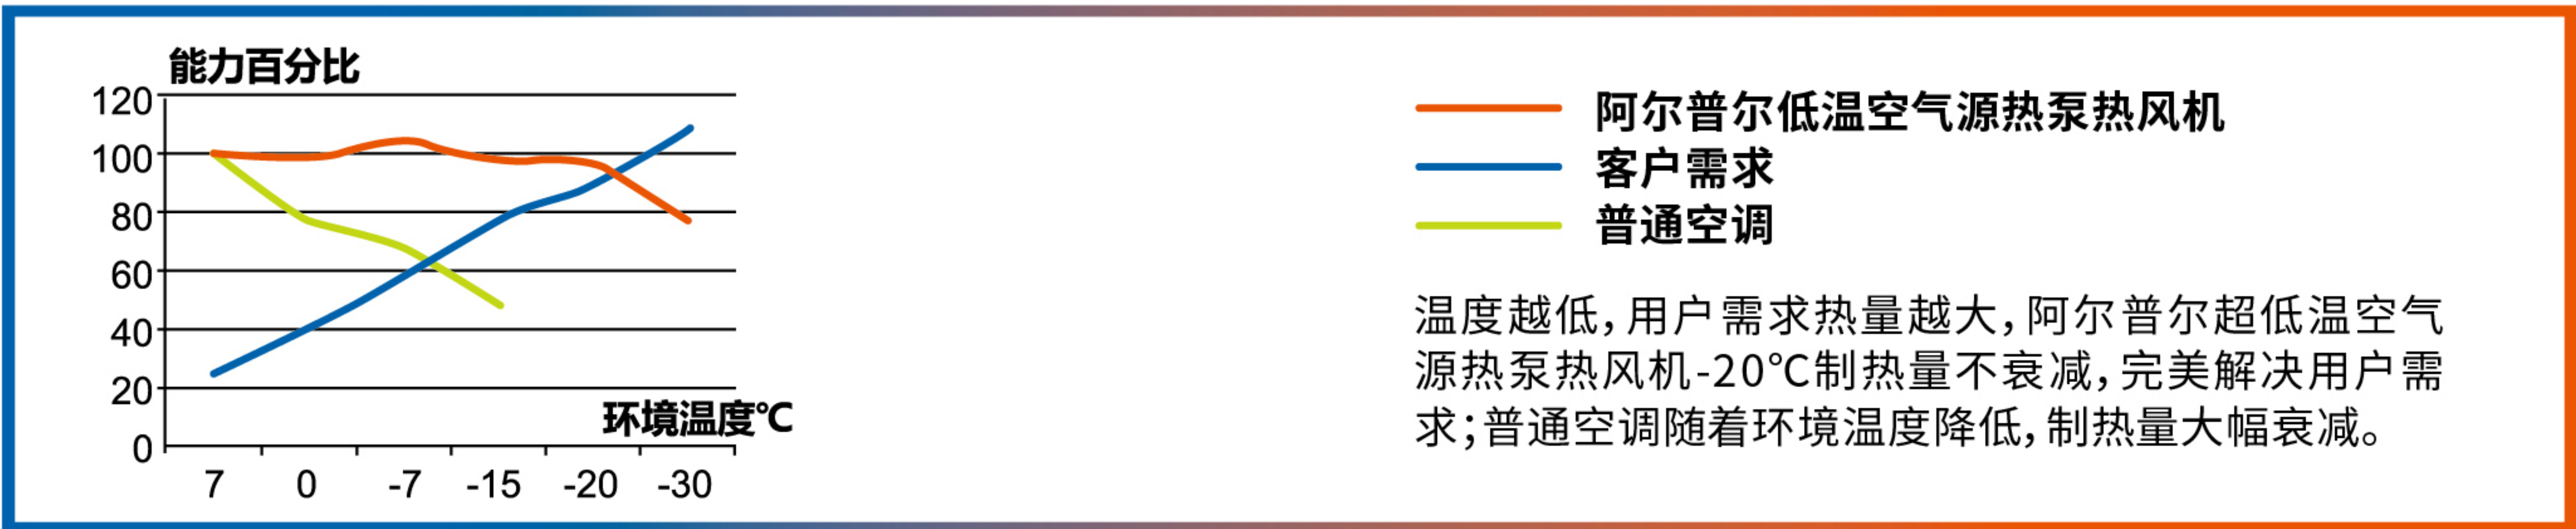 能力百分比
120
100
80
60
40
20
0
环境温度℃
7 0 -7 -15 -20 -30
阿尔普尔低温空气源热泵热风机
客户需求
普通空调
温度越低,用户需求热量越大,阿尔普尔超低温空气
源热泵热风机-20℃制热量不衰减,完美解决用户需
求;普通空调随着环境温度降低,制热量大幅衰减。